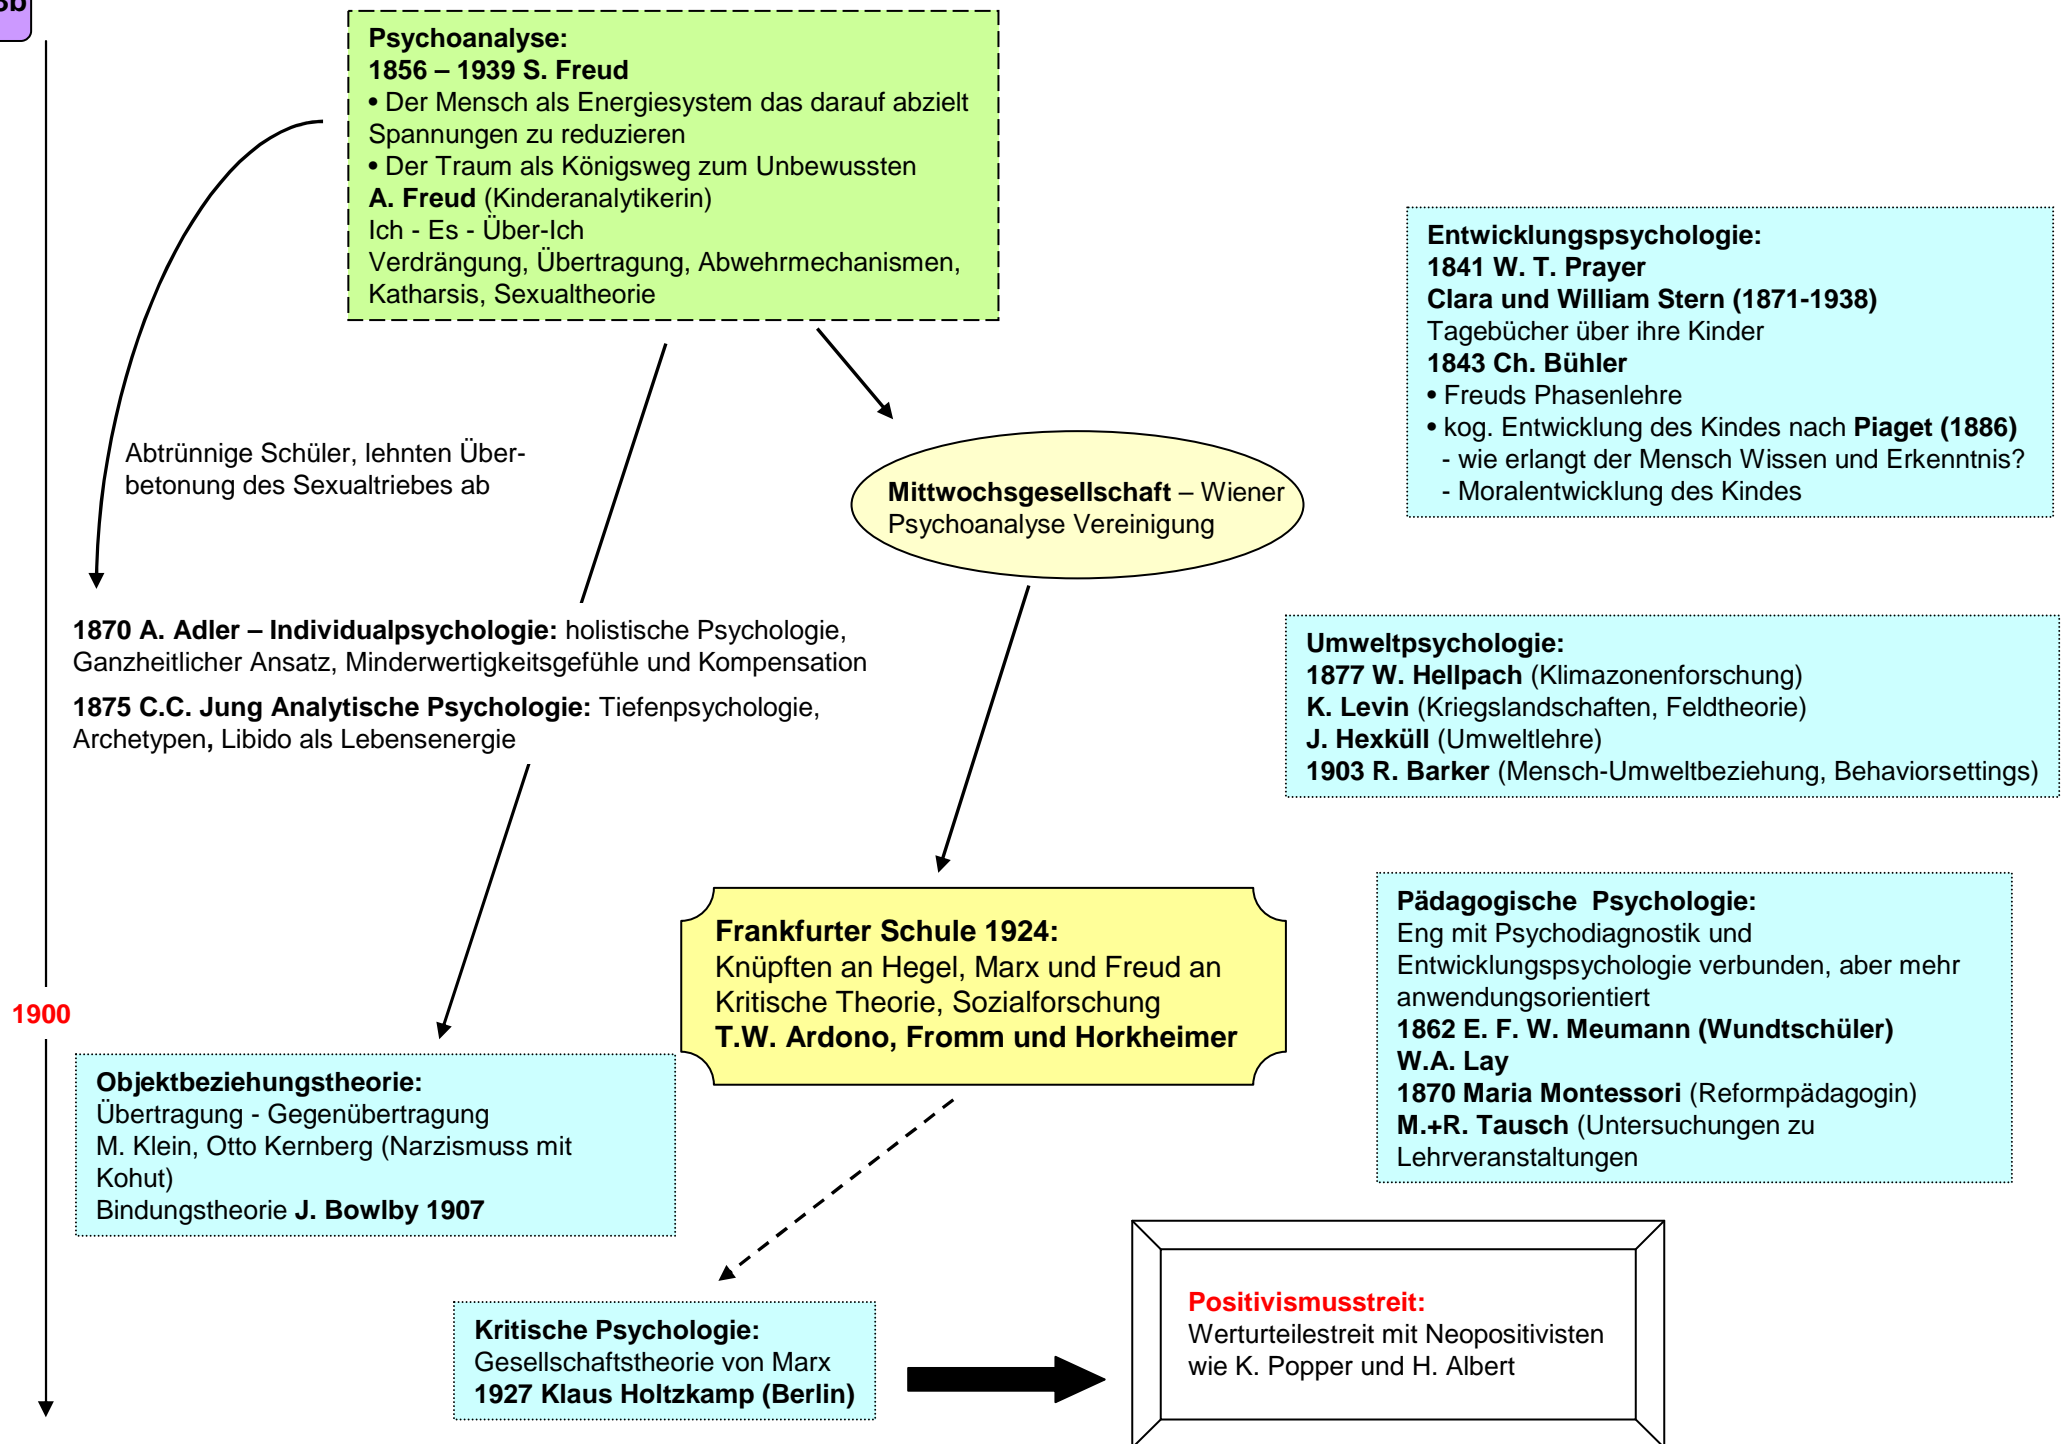 5b
Psychoanalyse:
1856 – 1939 S. Freud
• Der Mensch als Energiesystem das darauf abzielt
Spannungen zu reduzieren
• Der Traum als Königsweg zum Unbewussten
A. Freud (Kinderanalytikerin)
Ich - Es - Über-Ich
Verdrängung, Übertragung, Abwehrmechanismen,
Katharsis, Sexualtheorie
Entwicklungspsychologie:
1841 W. T. Prayer
Clara und William Stern (1871-1938)
Tagebücher über ihre Kinder
1843 Ch. Bühler
• Freuds Phasenlehre
• kog. Entwicklung des Kindes nach Piaget (1886)
- wie erlangt der Mensch Wissen und Erkenntnis?
- Moralentwicklung des Kindes
Abtrünnige Schüler, lehnten Über-
betonung des Sexualtriebes ab
Mittwochsgesellschaft – Wiener
Psychoanalyse Vereinigung
1870 A. Adler – Individualpsychologie: holistische Psychologie,
Ganzheitlicher Ansatz, Minderwertigkeitsgefühle und Kompensation
1875 C.C. Jung Analytische Psychologie: Tiefenpsychologie,
Archetypen, Libido als Lebensenergie
Umweltpsychologie:
1877 W. Hellpach (Klimazonenforschung)
K. Levin (Kriegslandschaften, Feldtheorie)
J. Hexküll (Umweltlehre)
1903 R. Barker (Mensch-Umweltbeziehung, Behaviorsettings)
Frankfurter Schule 1924:
Knüpften an Hegel, Marx und Freud an
Kritische Theorie, Sozialforschung
T.W. Ardono, Fromm und Horkheimer
Pädagogische Psychologie:
Eng mit Psychodiagnostik und
Entwicklungspsychologie verbunden, aber mehr
anwendungsorientiert
1862 E. F. W. Meumann (Wundtschüler)
W.A. Lay
1870 Maria Montessori (Reformpädagogin)
M.+R. Tausch (Untersuchungen zu
Lehrveranstaltungen
1900
Objektbeziehungstheorie:
Übertragung - Gegenübertragung
M. Klein, Otto Kernberg (Narzismuss mit
Kohut)
Bindungstheorie J. Bowlby 1907
Kritische Psychologie:
Gesellschaftstheorie von Marx
1927 Klaus Holtzkamp (Berlin)
Positivismusstreit:
Werturteilestreit mit Neopositivisten
wie K. Popper und H. Albert